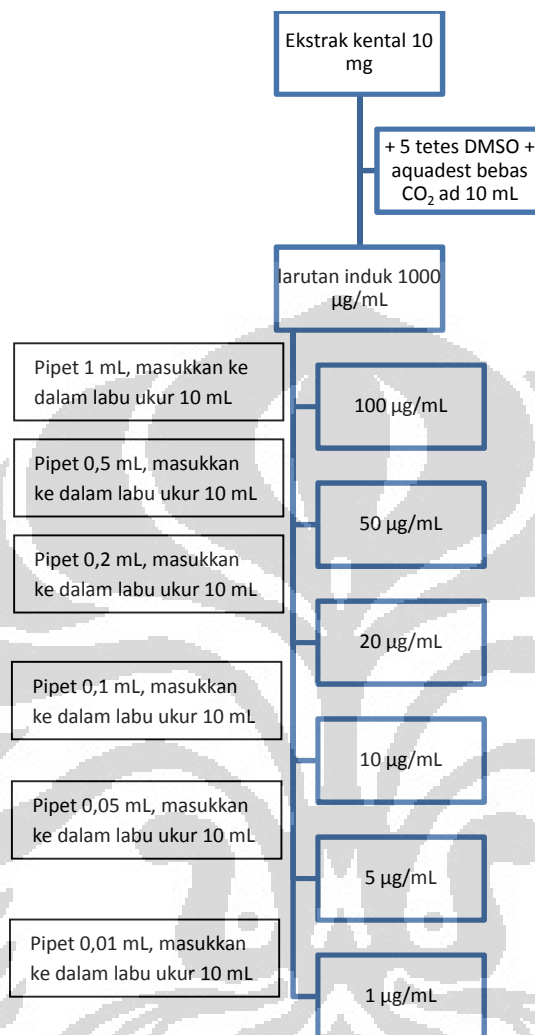 Ekstrak kental 10
mg
+ 5 tetes DMSO +
aquadest bebas
CO₂ ad 10 mL
larutan induk 1000
µg/mL
Pipet 1 mL, masukkan ke
dalam labu ukur 10 mL
100 µg/mL
Pipet 0,5 mL, masukkan
ke dalam labu ukur 10 mL
50 µg/mL
Pipet 0,2 mL, masukkan
ke dalam labu ukur 10 mL
20 µg/mL
Pipet 0,1 mL, masukkan
ke dalam labu ukur 10 mL
10 µg/mL
Pipet 0,05 mL, masukkan
ke dalam labu ukur 10 mL
5 µg/mL
Pipet 0,01 mL, masukkan
ke dalam labu ukur 10 mL
1 µg/mL